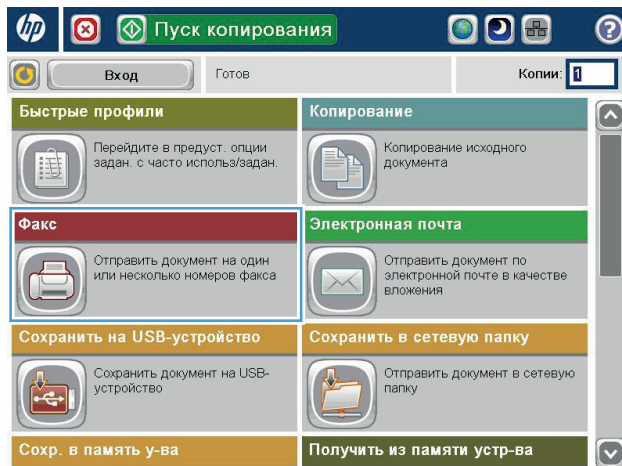 hp
Пуск копирования
?
Вход
Готов
Копии: 1
Быстрые профили
Перейдите в предуст. опции
задан. с часто использ/задан.
Копирование
Копирование исходного
документа
Факс
Отправить документ на один
или несколько номеров факса
Электронная почта
Отправить документ по
электронной почте в качестве
вложения
Сохранить на USB-устройство
Сохранить документ на USB-
устройство
Сохранить в сетевую папку
Отправить документ в сетевую
папку
Сохр. в память у-ва
Получить из памяти устр-ва